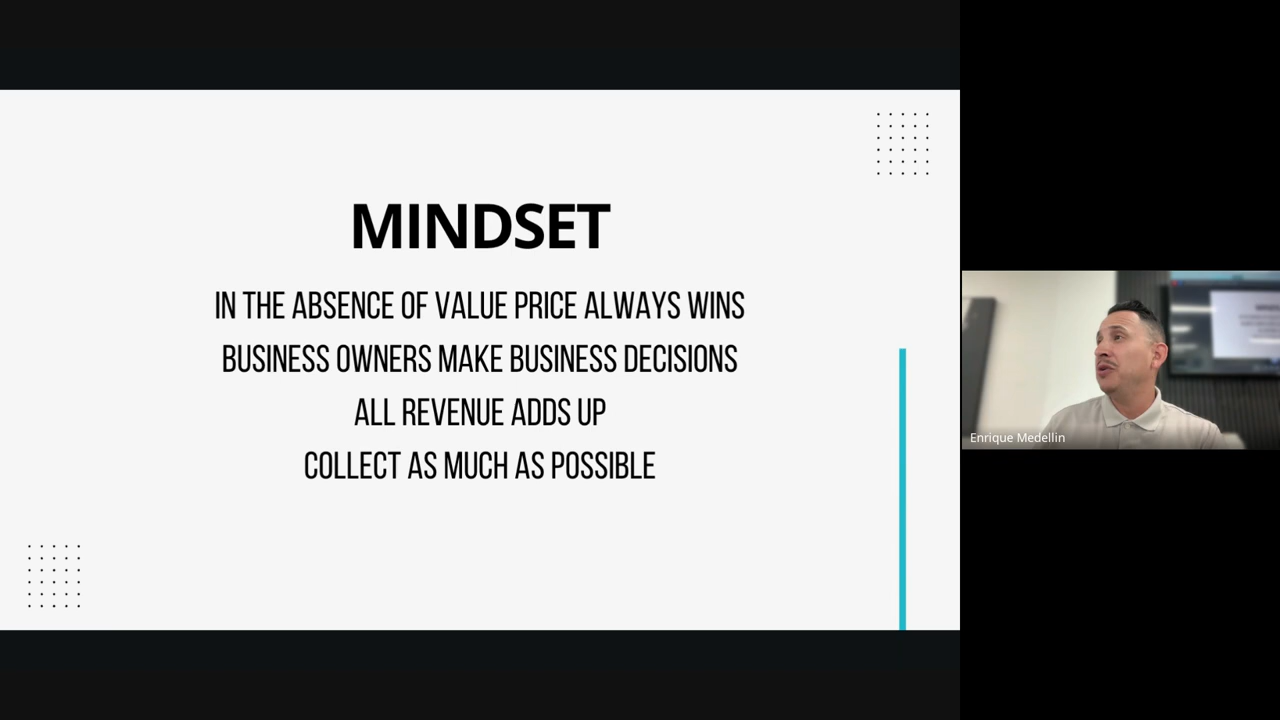 MINDSET
IN THE ABSENCE OF VALUE PRICE ALWAYS WINS
BUSINESS OWNERS MAKE BUSINESS DECISIONS
ALL REVENUE ADDS UP
COLLECT AS MUCH AS POSSIBLE
Enrique Medellin